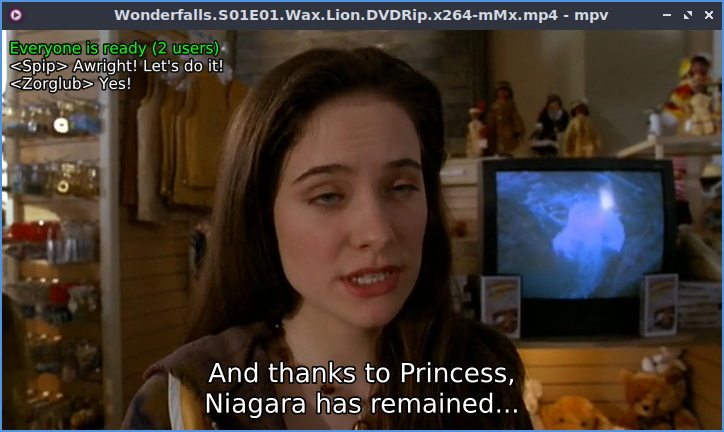 Wonderfalls.S01E01.Wax.Lion.DVDRip.x264-mMx.mp4 - mpv
Everyone is ready (2 users)
<Spip> Awright! Let's do it!
<Zorglub> Yes!
And thanks to Princess,
Niagara has remained...